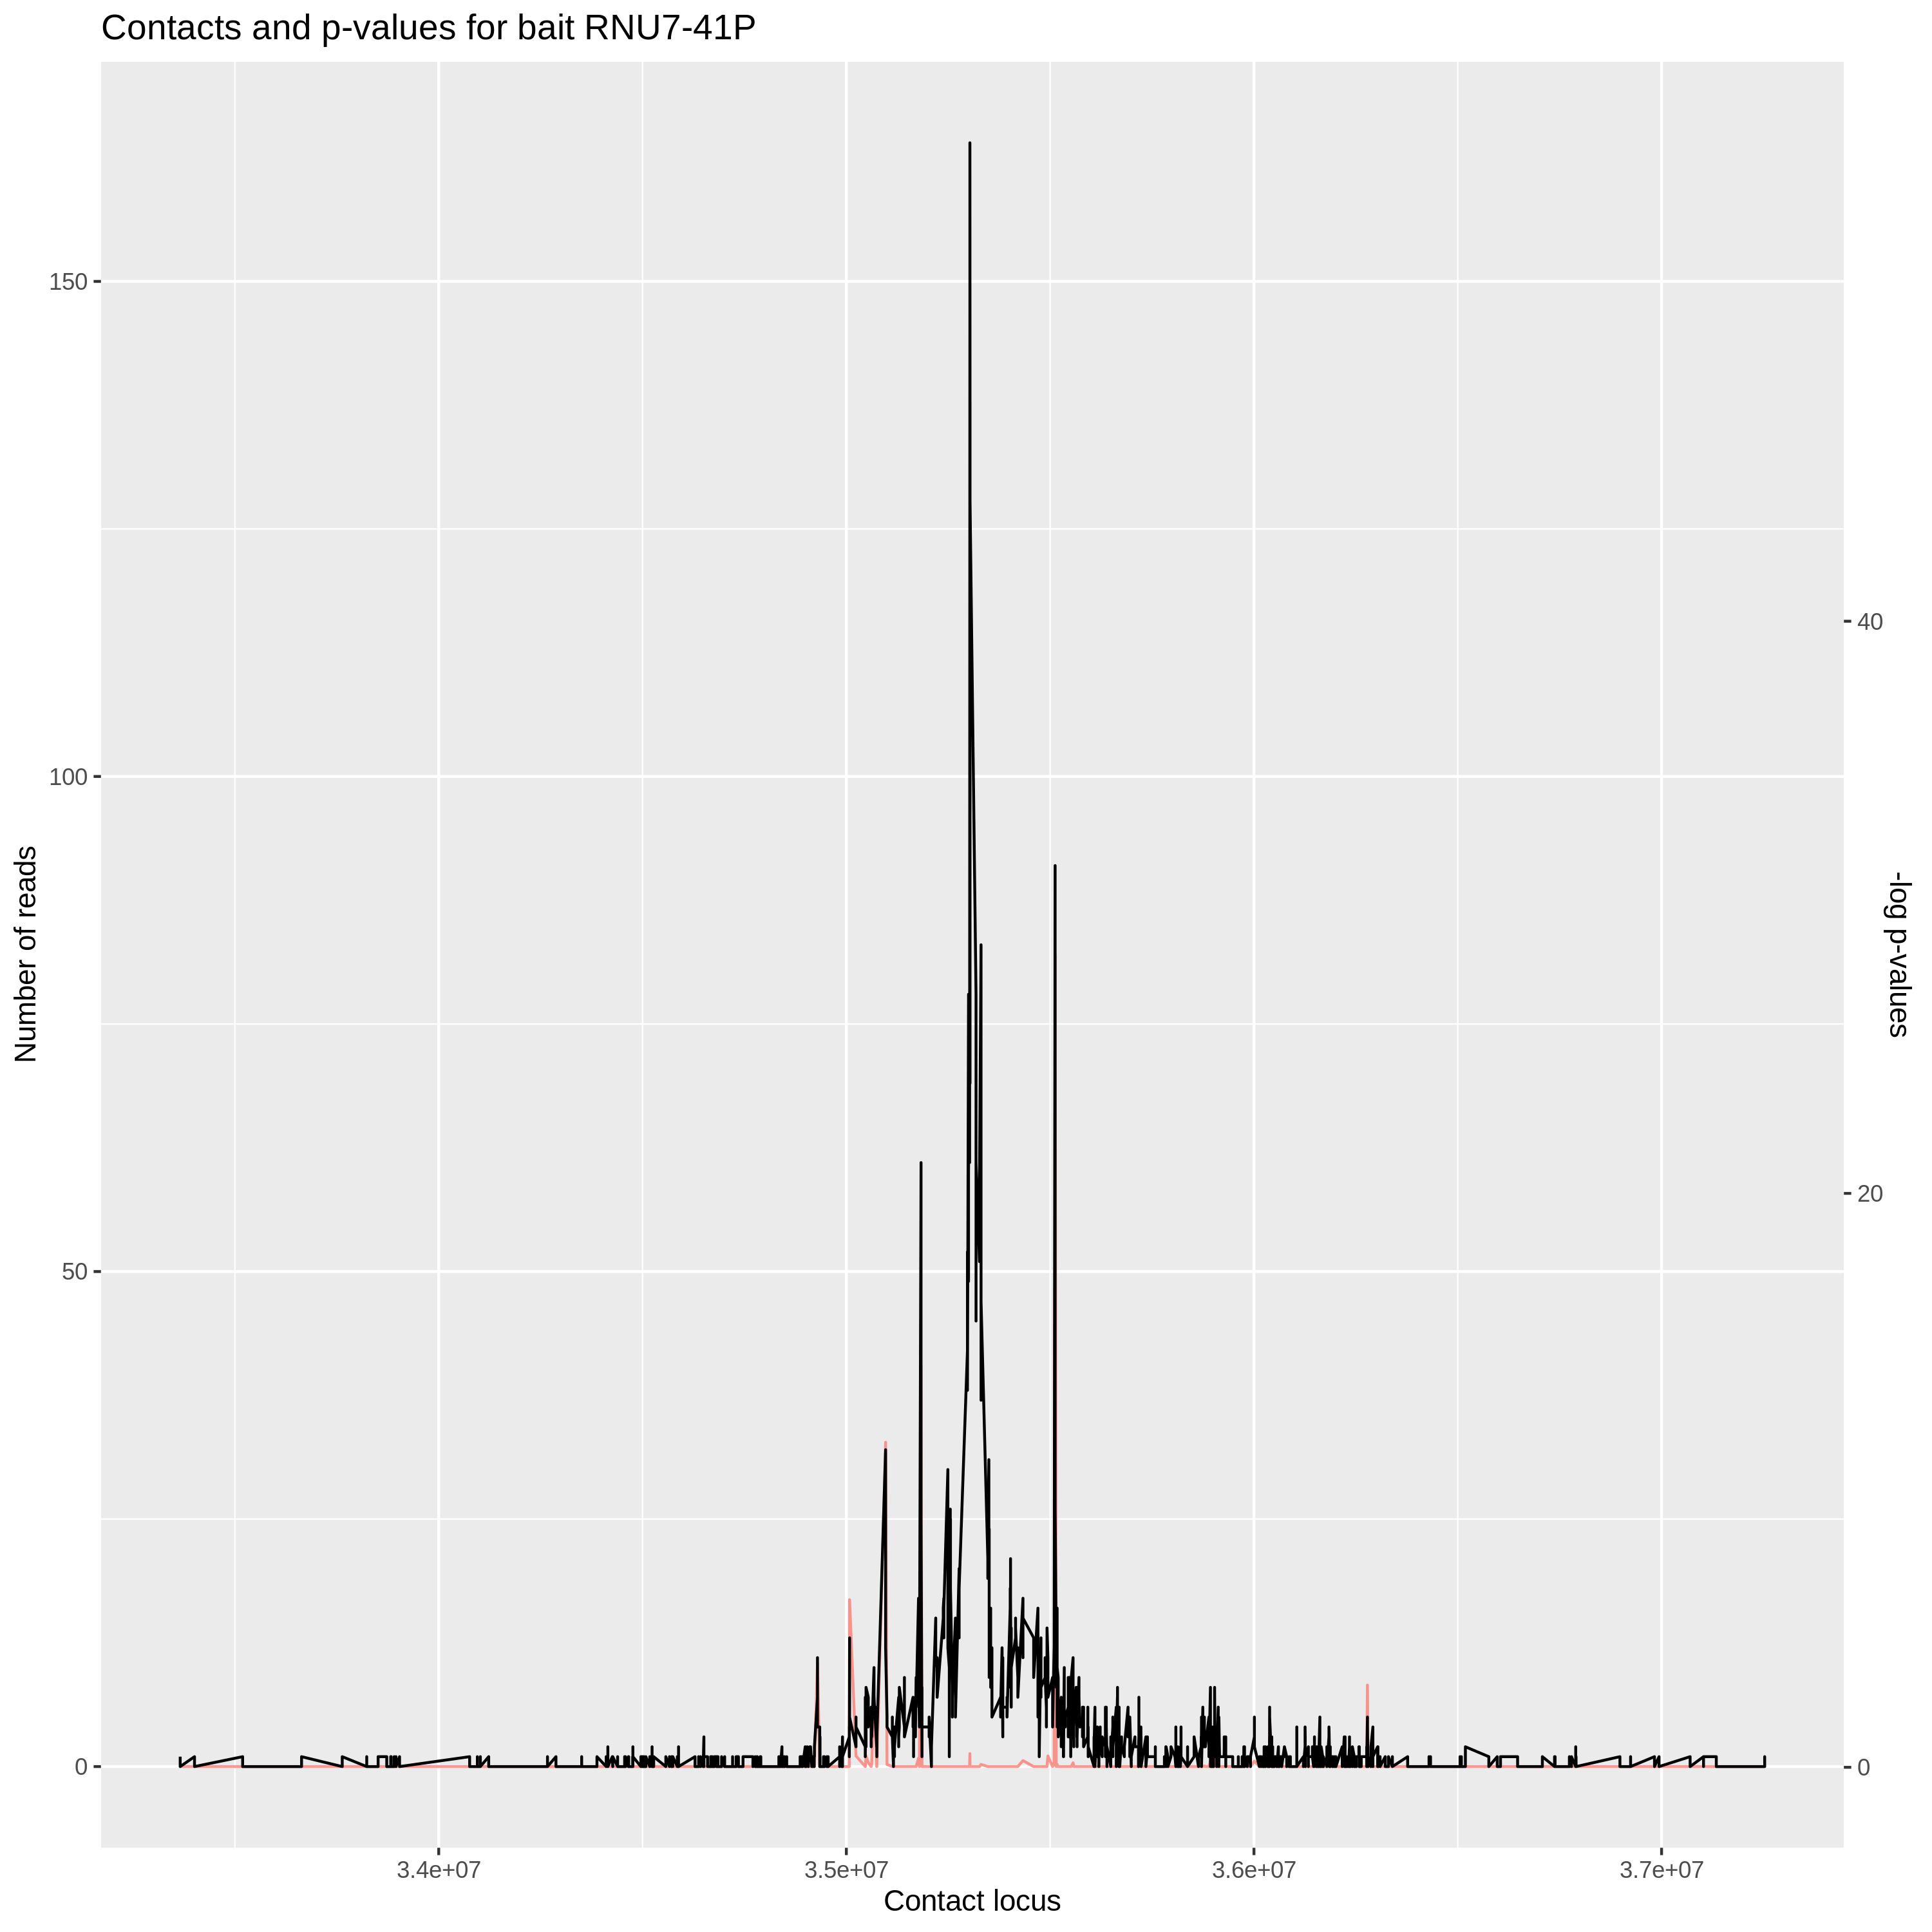 Contacts and p-values for bait RNU7-41P
150
100
50
0
40
20
0
Number of reads
-log p-values
3.4e+07
3.5e+07
3.6e+07
3.7e+07
Contact locus